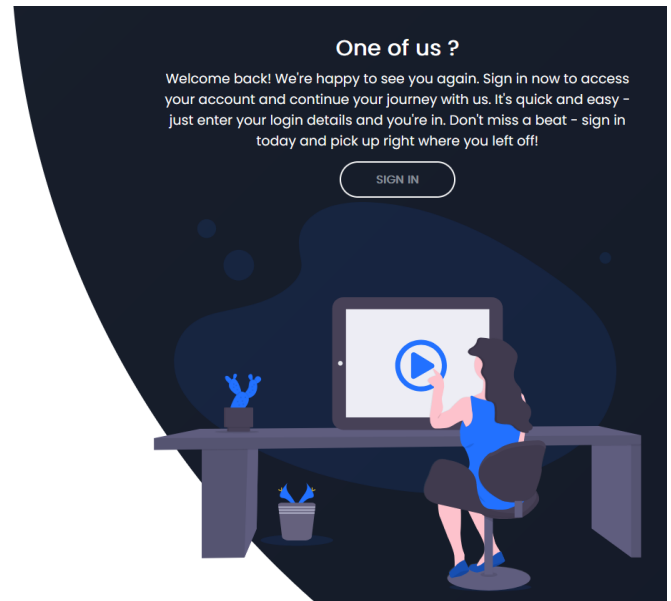 One of us ?
Welcome back! We're happy to see you again. Sign in now to access
your account and continue your journey with us. It's quick and easy -
just enter your login details and you're in. Don't miss a beat - sign in
today and pick up right where you left off!
SIGN IN